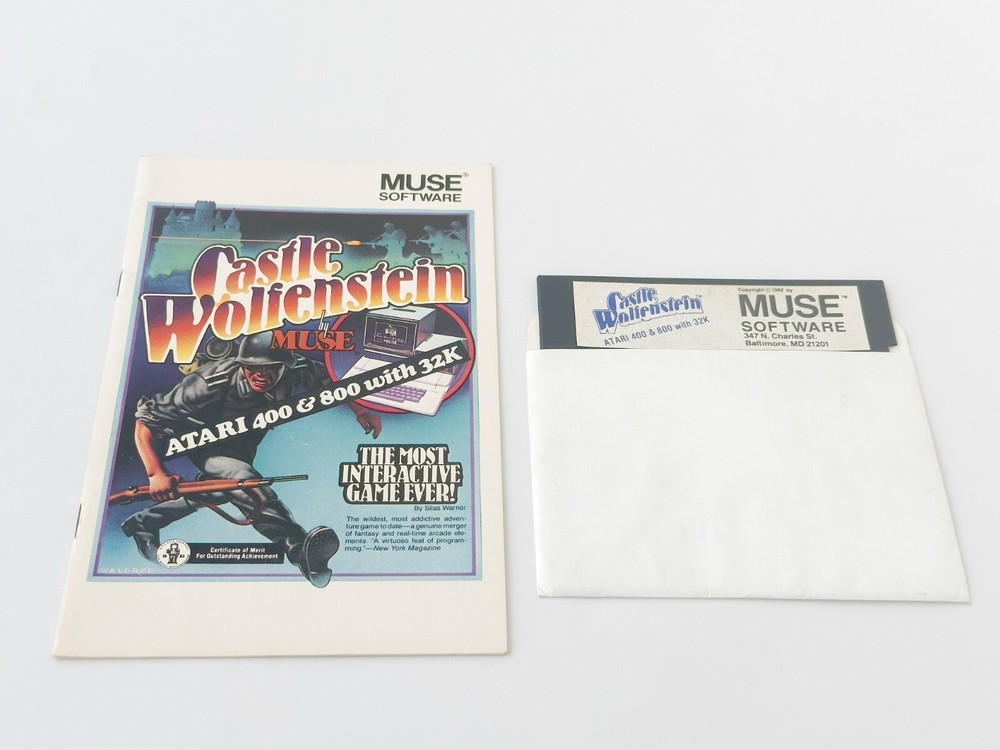 MUSE®
SOFTWARE
Castle
Wolfenstein
by
MUSE
ATARI 400 & 800 with 32K
THE MOST
INTERACTIVE
GAME EVER!
By Silas Warner
The wildest, most addictive adven-
ture game to date—a genuine merger
of fantasy and real-time arcade ele-
ments. "A virtuoso feat of program-
ming."—New York Magazine
Certificate of Merit
For Outstanding Achievement
WALDREP
Castle
Wolfenstein™
ATARI 400 & 800 with 32K
Copyright © 1982 by
MUSE™
SOFTWARE
347 N. Charles St.
Baltimore, MD 21201